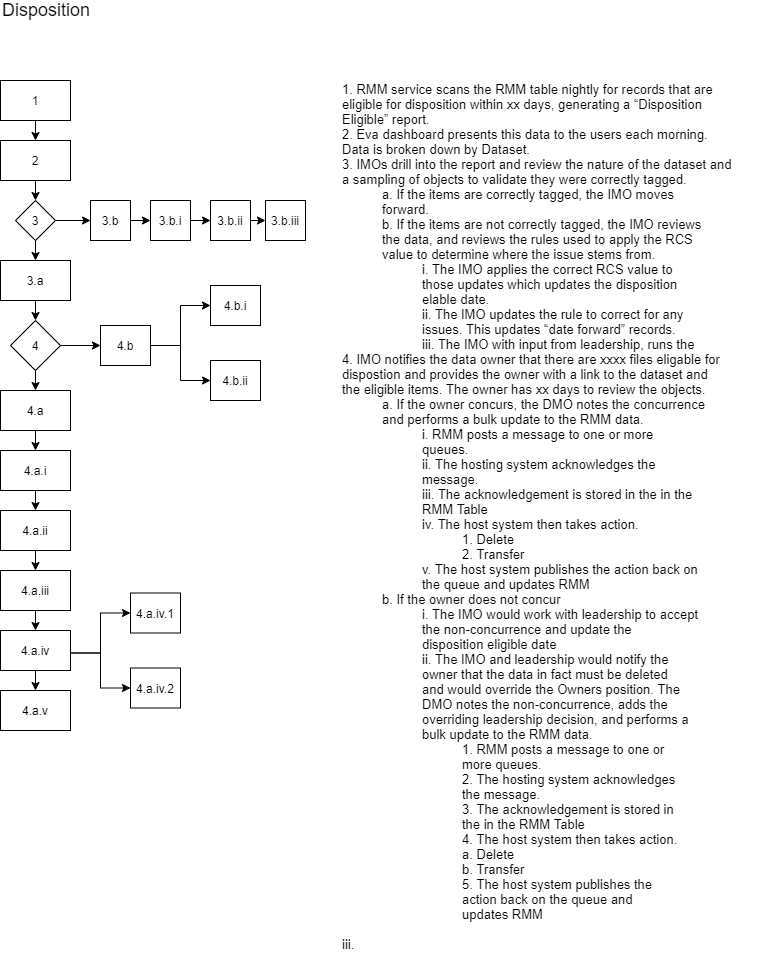 Disposition
1
2
3
3.b
3.b.i
3.b.ii
3.b.iii
3.a
4
4.b
4.b.i
4.b.ii
4.a
4.a.i
4.a.ii
4.a.iii
4.a.iv
4.a.iv.1
4.a.iv.2
4.a.v
1. RMM service scans the RMM table nightly for records that are
eligible for disposition within xx days, generating a “Disposition
Eligible” report.
2. Eva dashboard presents this data to the users each morning.
Data is broken down by Dataset.
3. IMOs drill into the report and review the nature of the dataset and
a sampling of objects to validate they were correctly tagged.
a. If the items are correctly tagged, the IMO moves
forward.
b. If the items are not correctly tagged, the IMO reviews
the data, and reviews the rules used to apply the RCS
value to determine where the issue stems from.
i. The IMO applies the correct RCS value to
those updates which updates the disposition
elable date.
ii. The IMO updates the rule to correct for any
issues. This updates “date forward” records.
iii. The IMO with input from leadership, runs the
4. IMO notifies the data owner that there are xxxx files eligable for
dispostion and provides the owner with a link to the dataset and
the eligible items. The owner has xx days to review the objects.
a. If the owner concurs, the DMO notes the concurrence
and performs a bulk update to the RMM data.
i. RMM posts a message to one or more
queues.
ii. The hosting system acknowledges the
message.
iii. The acknowledgement is stored in the in the
RMM Table
iv. The host system then takes action.
1. Delete
2. Transfer
v. The host system publishes the action back on
the queue and updates RMM
b. If the owner does not concur
i. The IMO would work with leadership to accept
the non-concurrence and update the
disposition eligible date
ii. The IMO and leadership would notify the
owner that the data in fact must be deleted
and would override the Owners position. The
DMO notes the non-concurrence, adds the
overriding leadership decision, and performs a
bulk update to the RMM data.
1. RMM posts a message to one or
more queues.
2. The hosting system acknowledges
the message.
3. The acknowledgement is stored in
the in the RMM Table
4. The host system then takes action.
a. Delete
b. Transfer
5. The host system publishes the
action back on the queue and
updates RMM
iii.